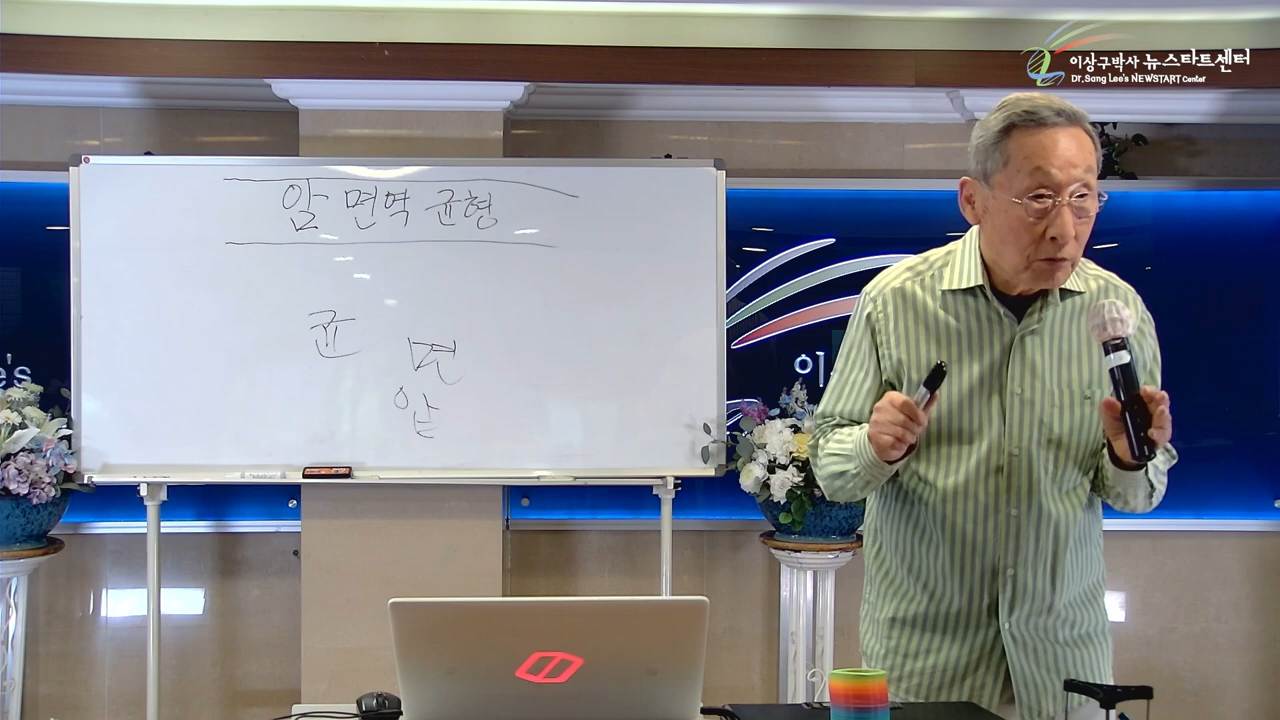 이상구박사 뉴스타트센터
Dr. Sang Lee's NEWSTART Center
암 면역 균형
균
면
암
e's
이